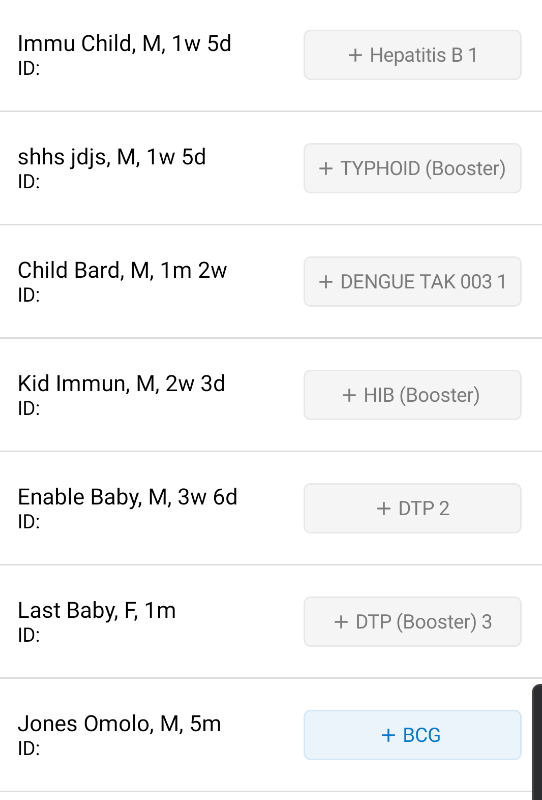 Immu Child, M, 1w 5d
ID:
+ Hepatitis B 1
shhs jdjs, M, 1w 5d
ID:
+ TYPHOID (Booster)
Child Bard, M, 1m 2w
ID:
+ DENGUE TAK 003 1
Kid Immun, M, 2w 3d
ID:
+ HIB (Booster)
Enable Baby, M, 3w 6d
ID:
+ DTP 2
Last Baby, F, 1m
ID:
+ DTP (Booster) 3
Jones Omolo, M, 5m
ID:
+ BCG